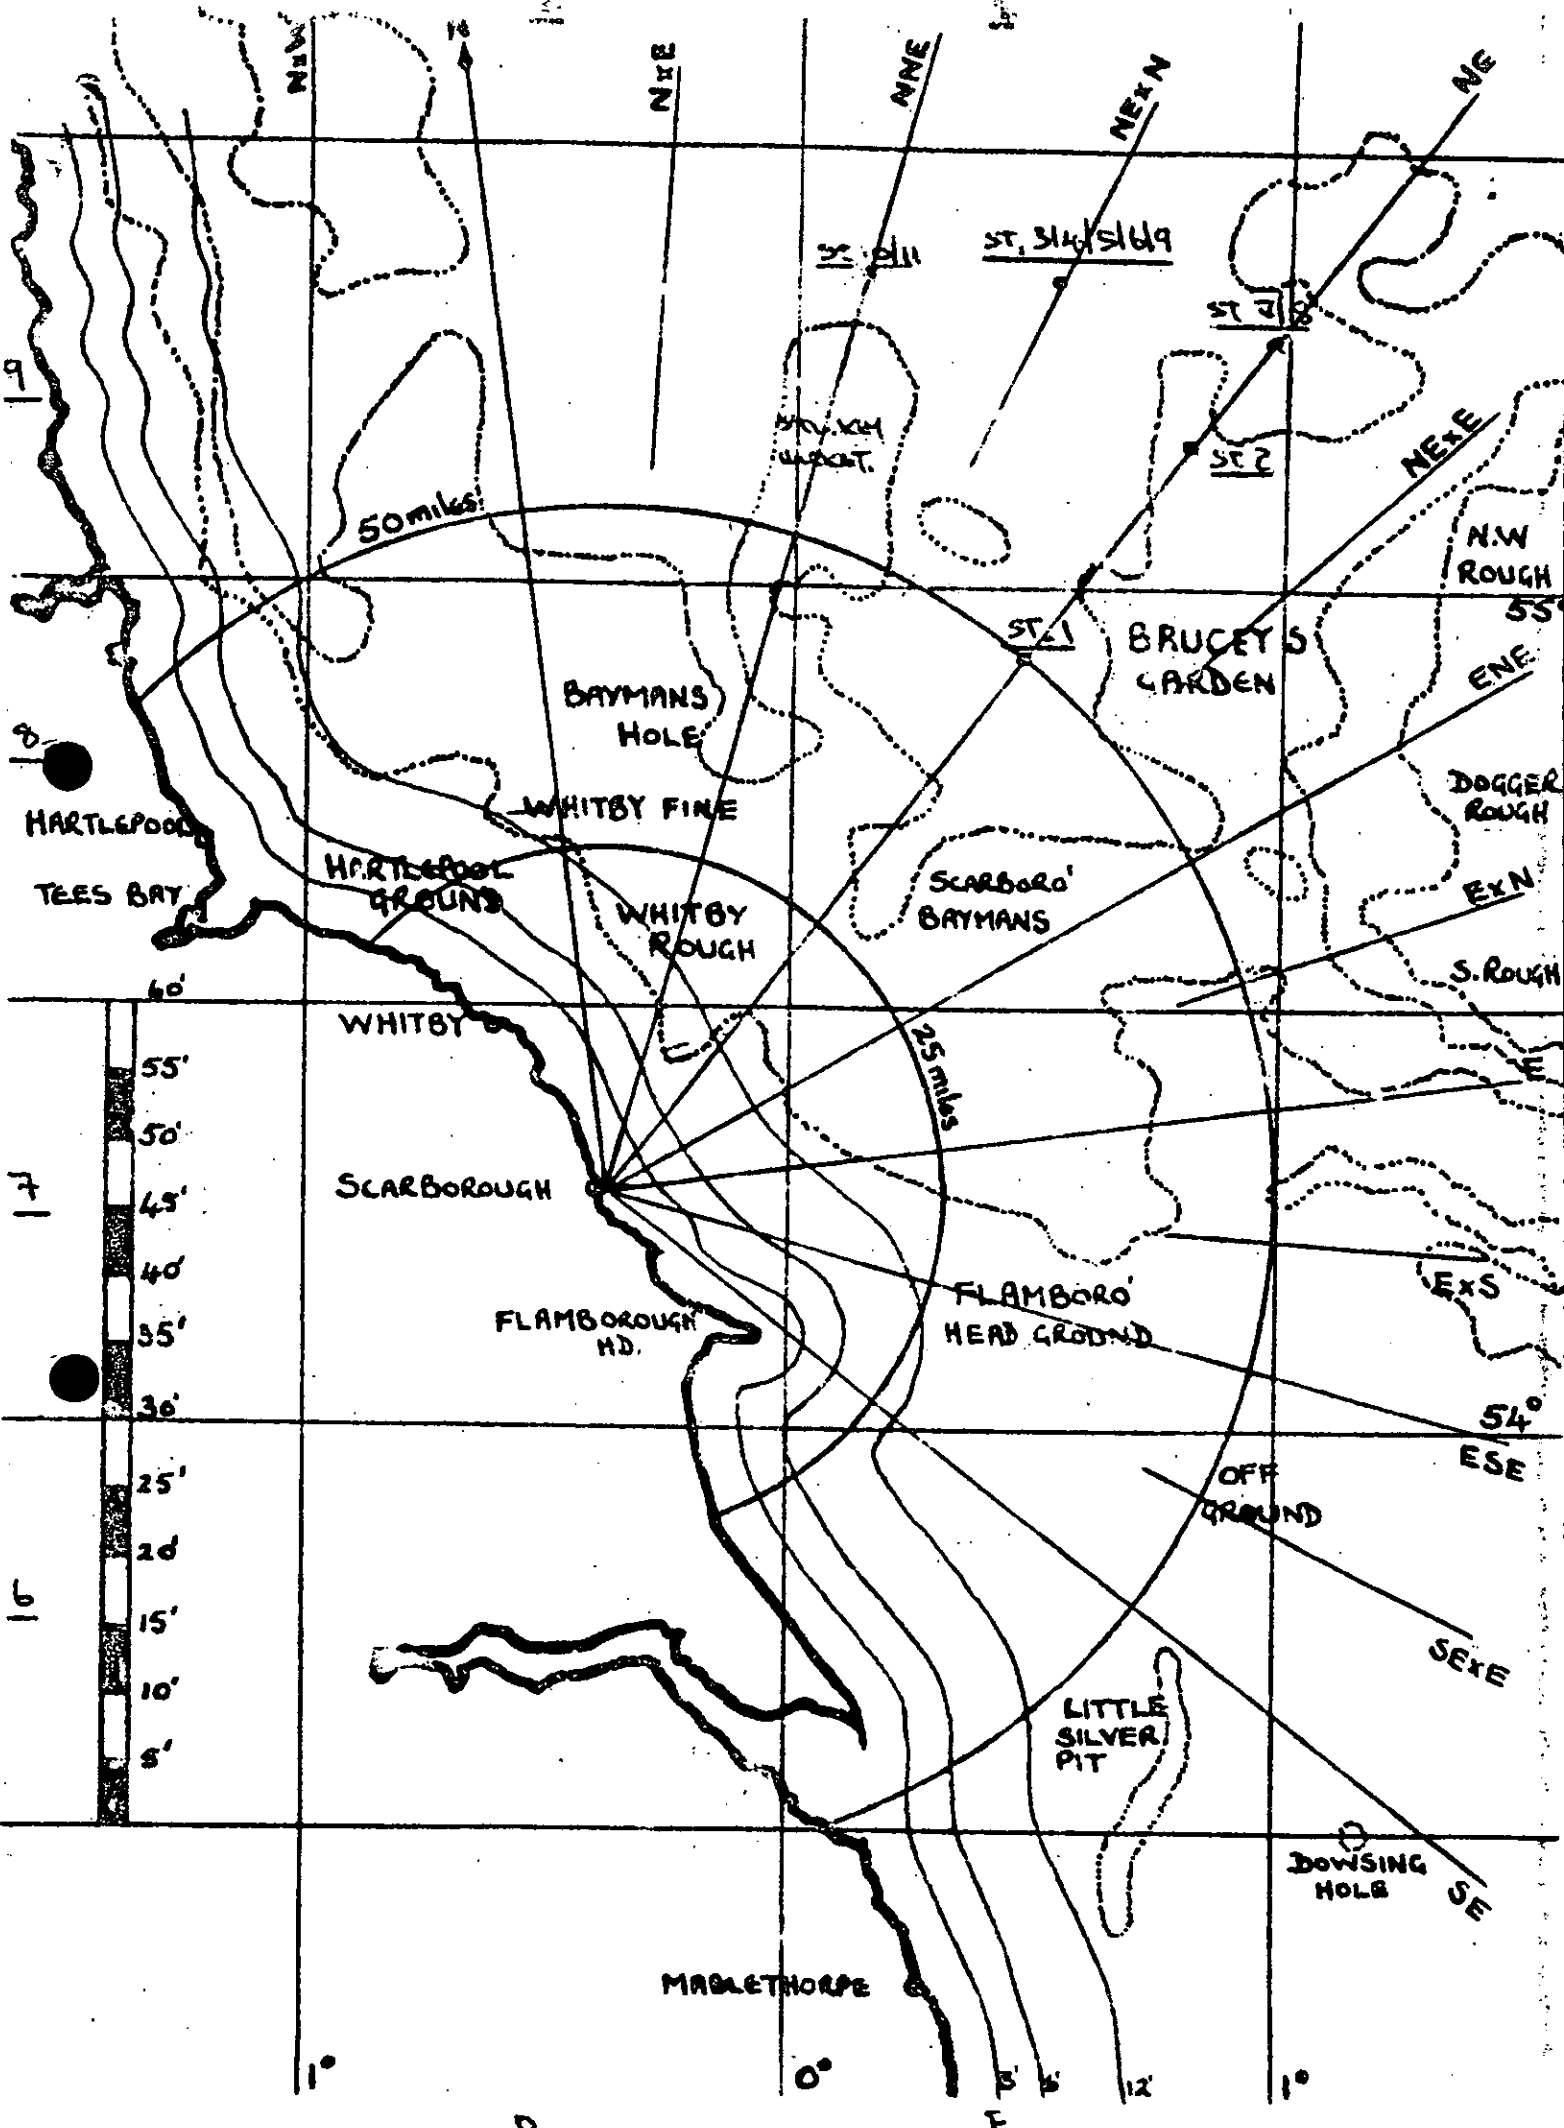 NxW
N
NxE
NNE
NExN
NE
ST. 3/4/5/6/9
ST 7/8
9
ST 2
NExE
50 miles
N.W
ROUGH
55°
ST. 1
BRUCEYS
GARDEN
ENE
BAYMANS
HOLE
8
WHITBY FINE
DOGGER
ROUGH
HARTLEPOOL
HARTLEPOOL
GROUND
TEES BAY
SCARBORO'
BAYMANS
ExN
WHITBY
ROUGH
S. ROUGH
60'
WHITBY
25 miles
55'
E
50'
7
SCARBOROUGH
45'
40'
ExS
FLAMBORO'
HEAD GROUND
FLAMBOROUGH
HD.
35'
30'
54°
ESE
25'
OFF
GROUND
20'
6
15'
SExE
10'
LITTLE
SILVER
PIT
5'
DOWSING
HOLE
SE
MABLETHORPE
1°
0°
3'
6'
12'
1°